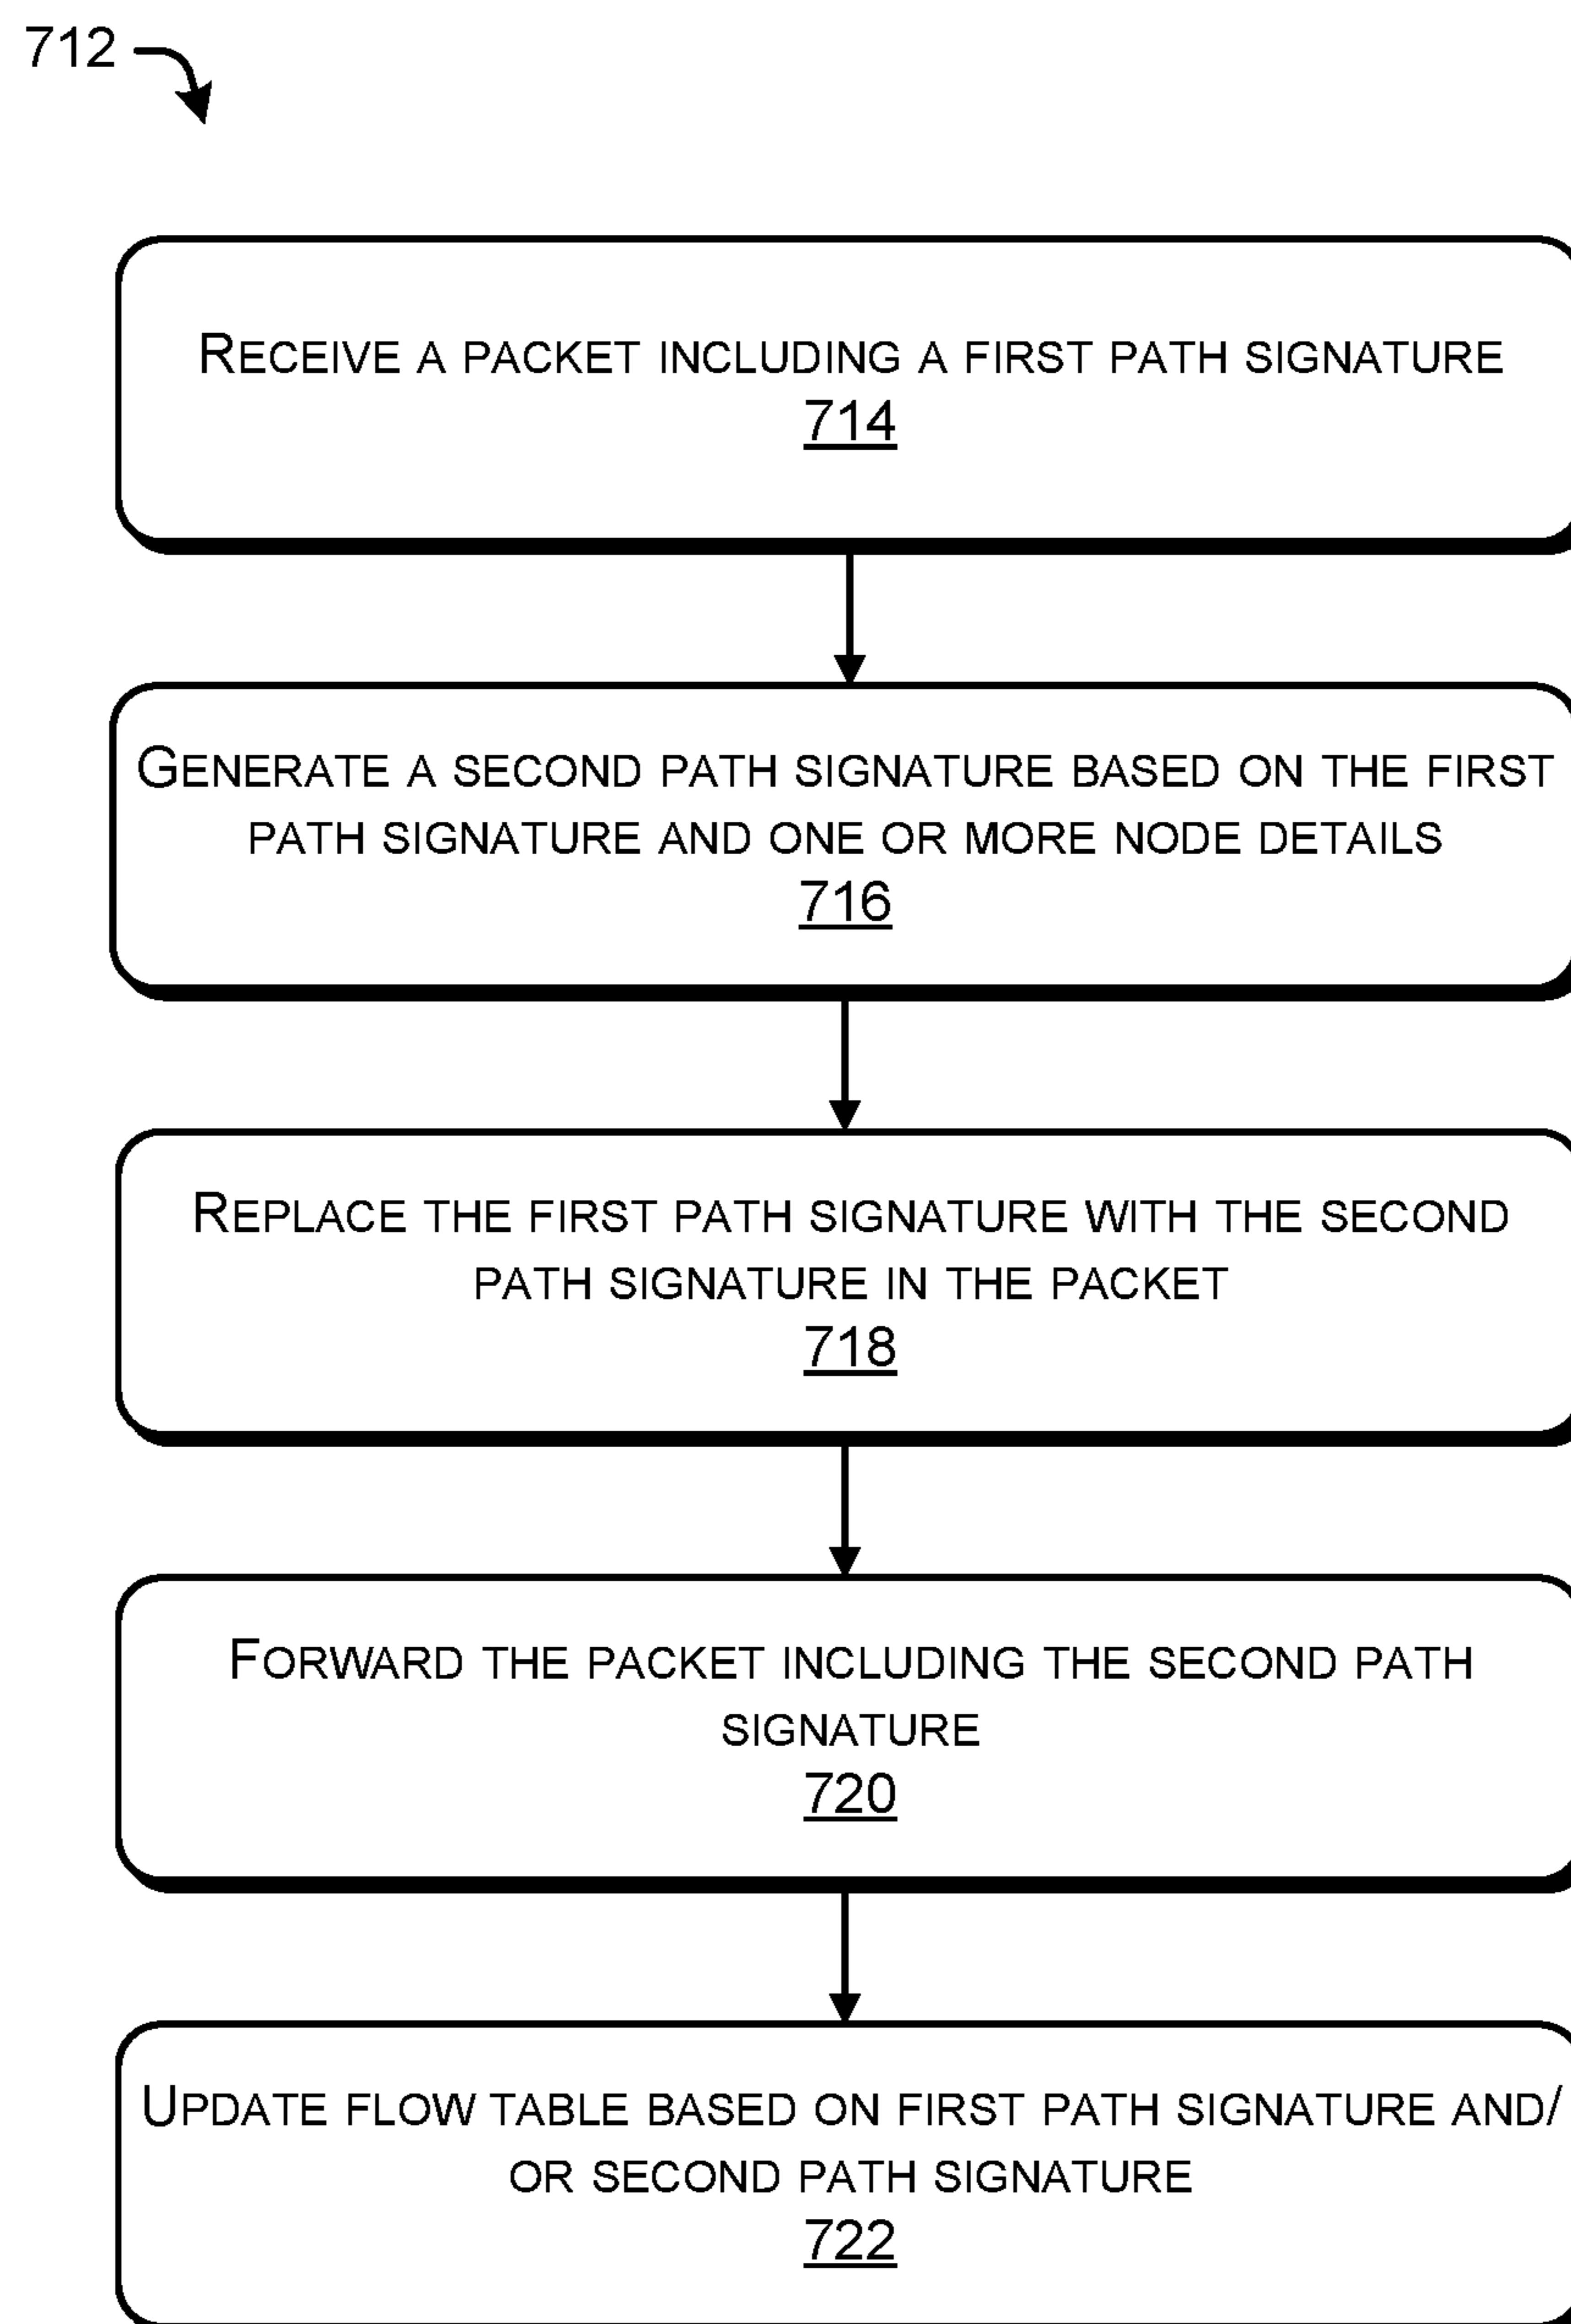 712
RECEIVE A PACKET INCLUDING A FIRST PATH SIGNATURE
714
GENERATE A SECOND PATH SIGNATURE BASED ON THE FIRST
PATH SIGNATURE AND ONE OR MORE NODE DETAILS
716
REPLACE THE FIRST PATH SIGNATURE WITH THE SECOND
PATH SIGNATURE IN THE PACKET
718
FORWARD THE PACKET INCLUDING THE SECOND PATH
SIGNATURE
720
UPDATE FLOW TABLE BASED ON FIRST PATH SIGNATURE AND/
OR SECOND PATH SIGNATURE
722